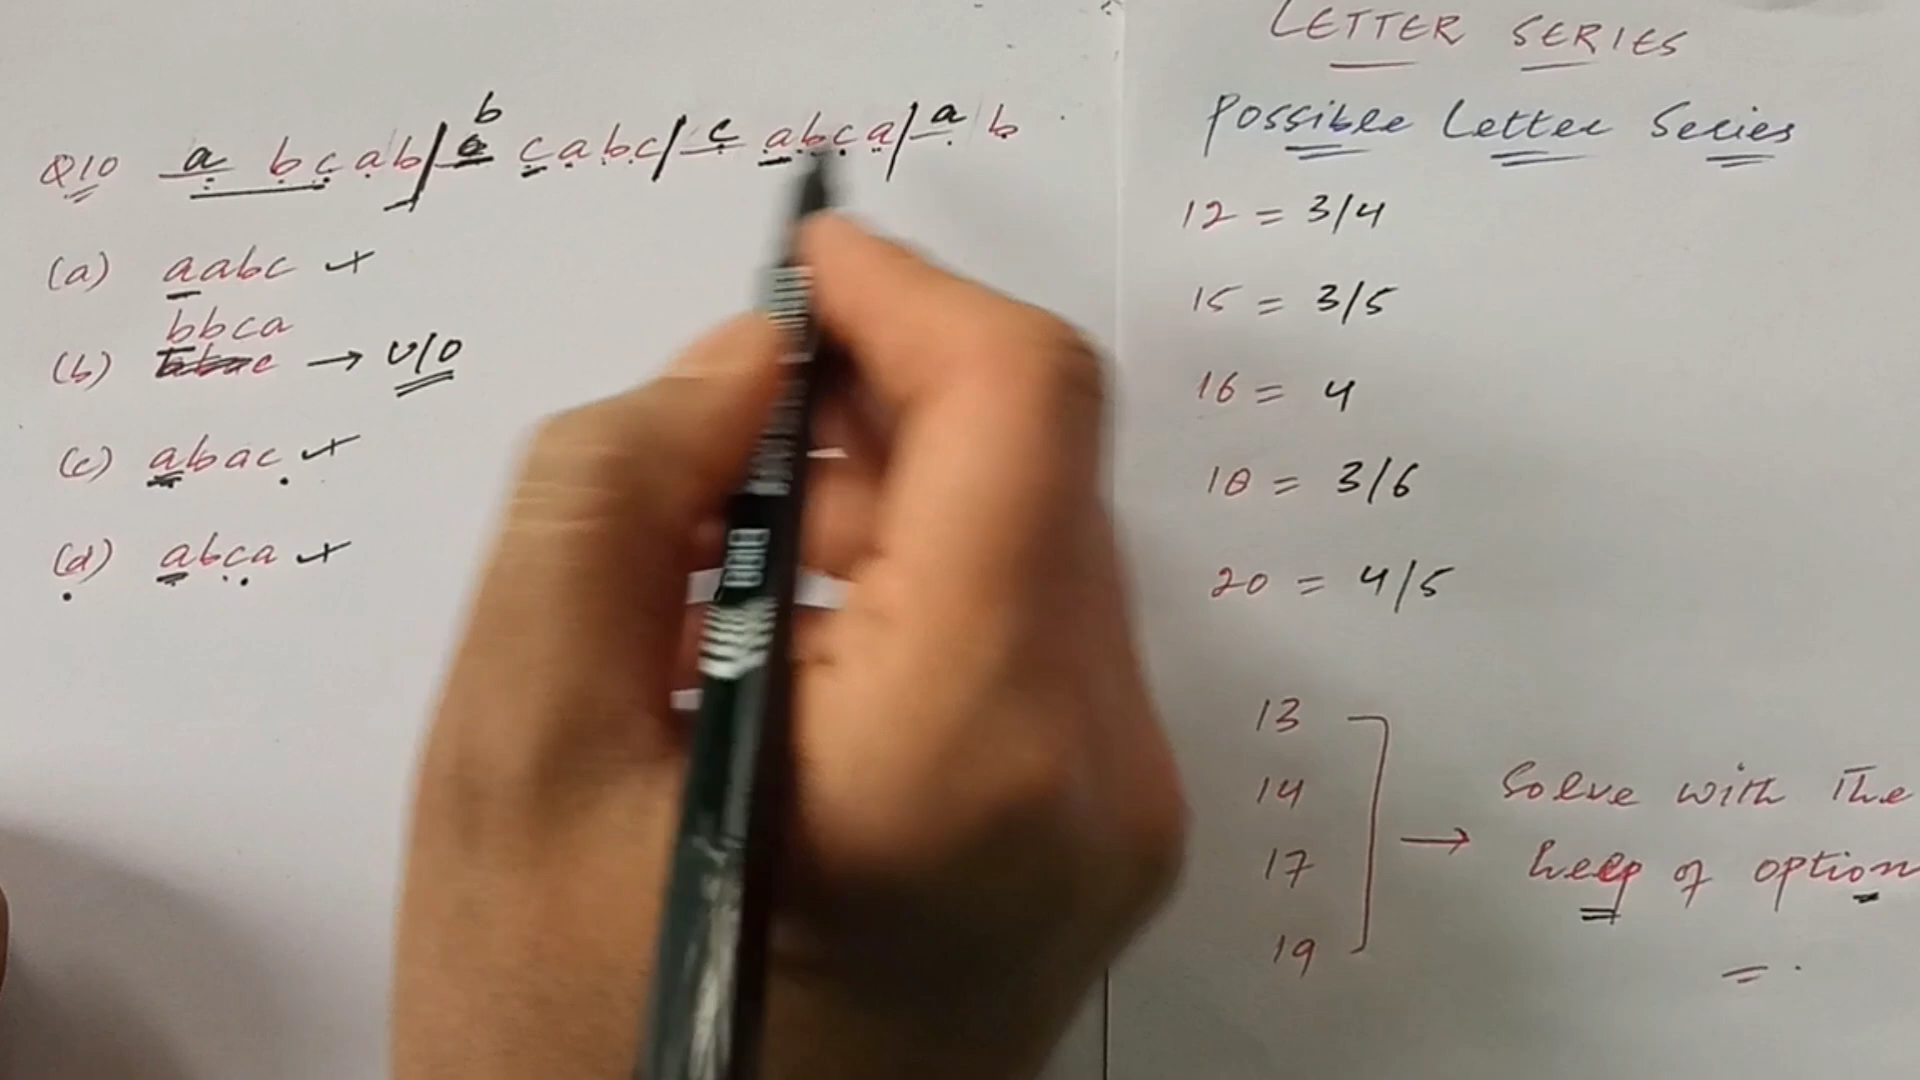 LETTER SERIES
Possible Letter Series
Q10 a b c a b / b c a b c / c a b c a / a b
(a) aabc
bbca
(b) → U/O
(c) abac
(d) abca
12 = 3/4
15 = 3/5
16 = 4
18 = 3/6
20 = 4/5
13
14
17
19
→ Solve with The
help of option